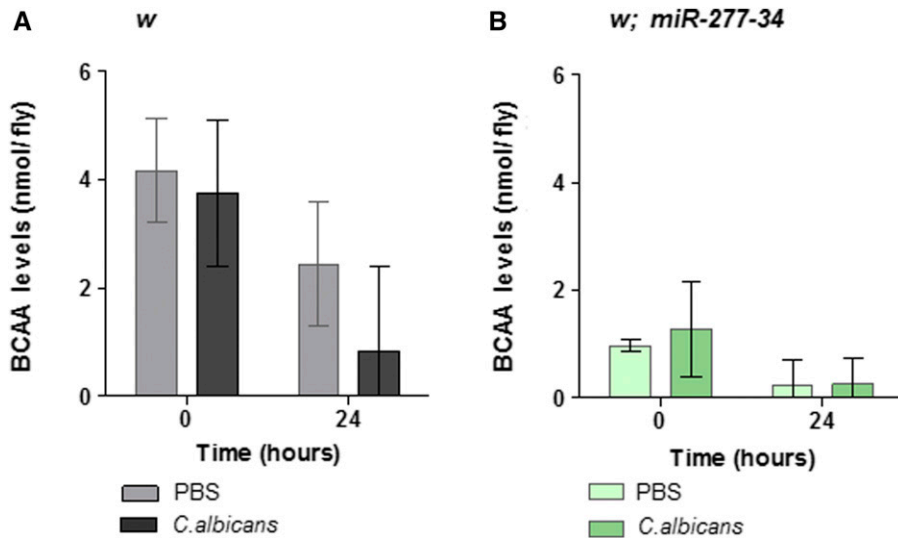 A w
BCAA levels (nmol/fly)
6
4
2
0
0 24
Time (hours)
PBS
C.albicans
B w; miR-277-34
BCAA levels (nmol/fly)
6
4
2
0
0 24
Time (hours)
PBS
C.albicans